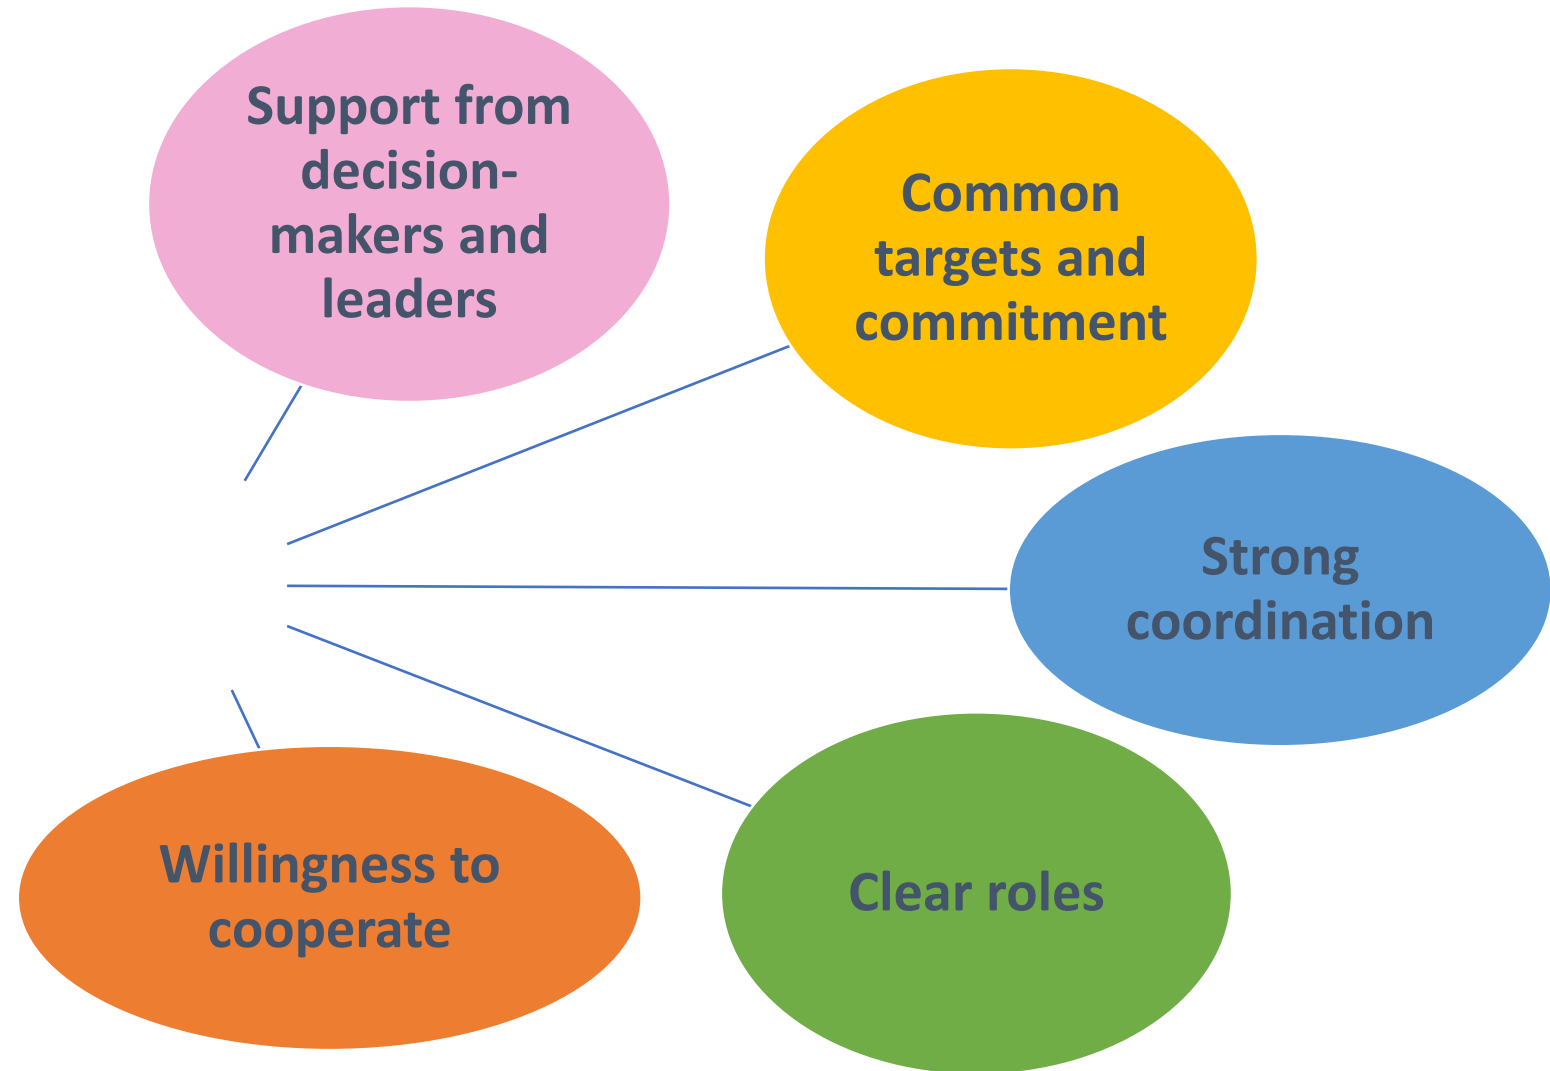 Support from
decision-
makers and
leaders
Common
targets and
commitment
Strong
coordination
Clear roles
Willingness to
cooperate